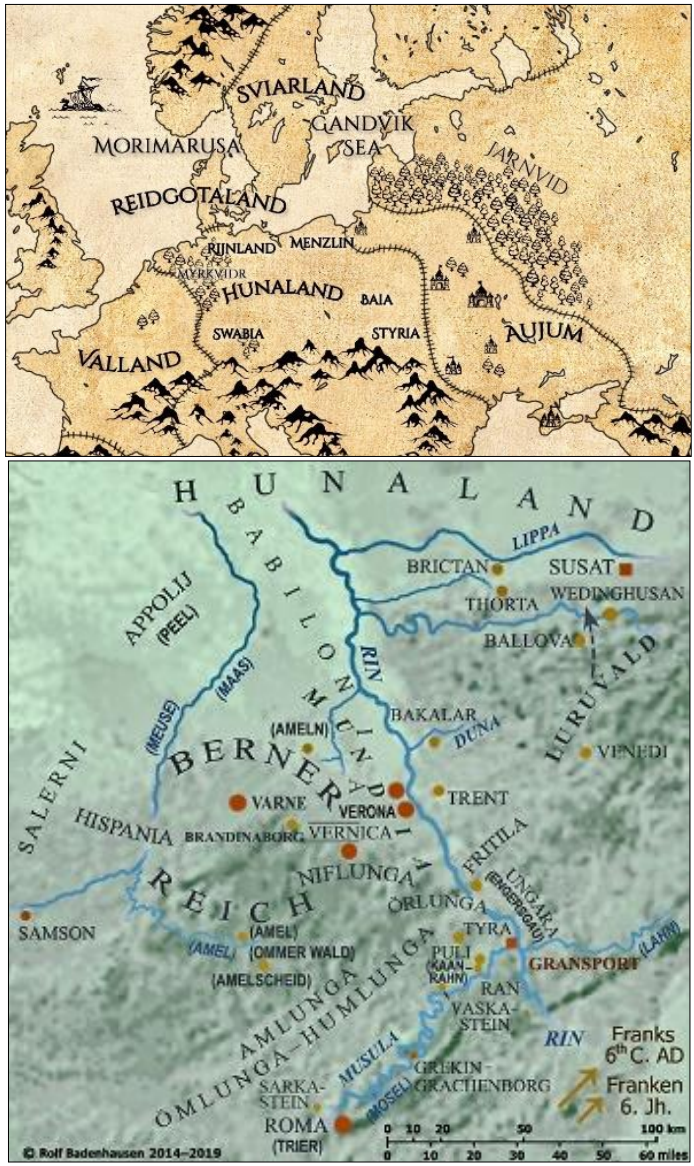 SVIARLAND
GANDVIK
SEA
MORIMARUSA
JARNVID
REIDGOTALAND
RIJNLAND
MENZLIN
MYRKVIDR
HUNALAND
BAIA
SWABIA
STYRIA
AUJUM
VALLAND
HUNALAND
BABILON
LIPPA
BRICTAN
SUSAT
THORTA
WEDINGHUSAN
APPOLIJ
(PEEL)
BALLOVA
RIN
LURUVALD
(MEUSE)
(MAAS)
MUNDIA
INDIA
BAKALAR
DUNA
(AMELN)
VENEDI
BERNER
SALERNI
VARNE
VERONA
TRENT
HISPANIA
BRANDINABORG
VERNICA
NIFLUNGA
FRITILA
UNGARA
(ENGERSGAU)
REICH
ÖRLUNGA
SAMSON
(AMEL)
(AMEL)
(OMMER WALD)
(AMELSCHEID)
TYRA
PULI
(KAAN-
RAHN)
GRANSPORT
(LAHN)
RAN
VASKA-
STEIN
AMLUNGA
ÖMLUNGA-HUMLUNGA
RIN
MUSULA
(MOSEL)
GREKIN-
GRACHENBORG
SARKA-
STEIN
ROMA
(TRIER)
Franks
6th C. AD
Franken
6. Jh.
10 0 10 20 50 100 km
0 10 20 30 40 50 60 miles
© Rolf Badenhausen 2014–2019